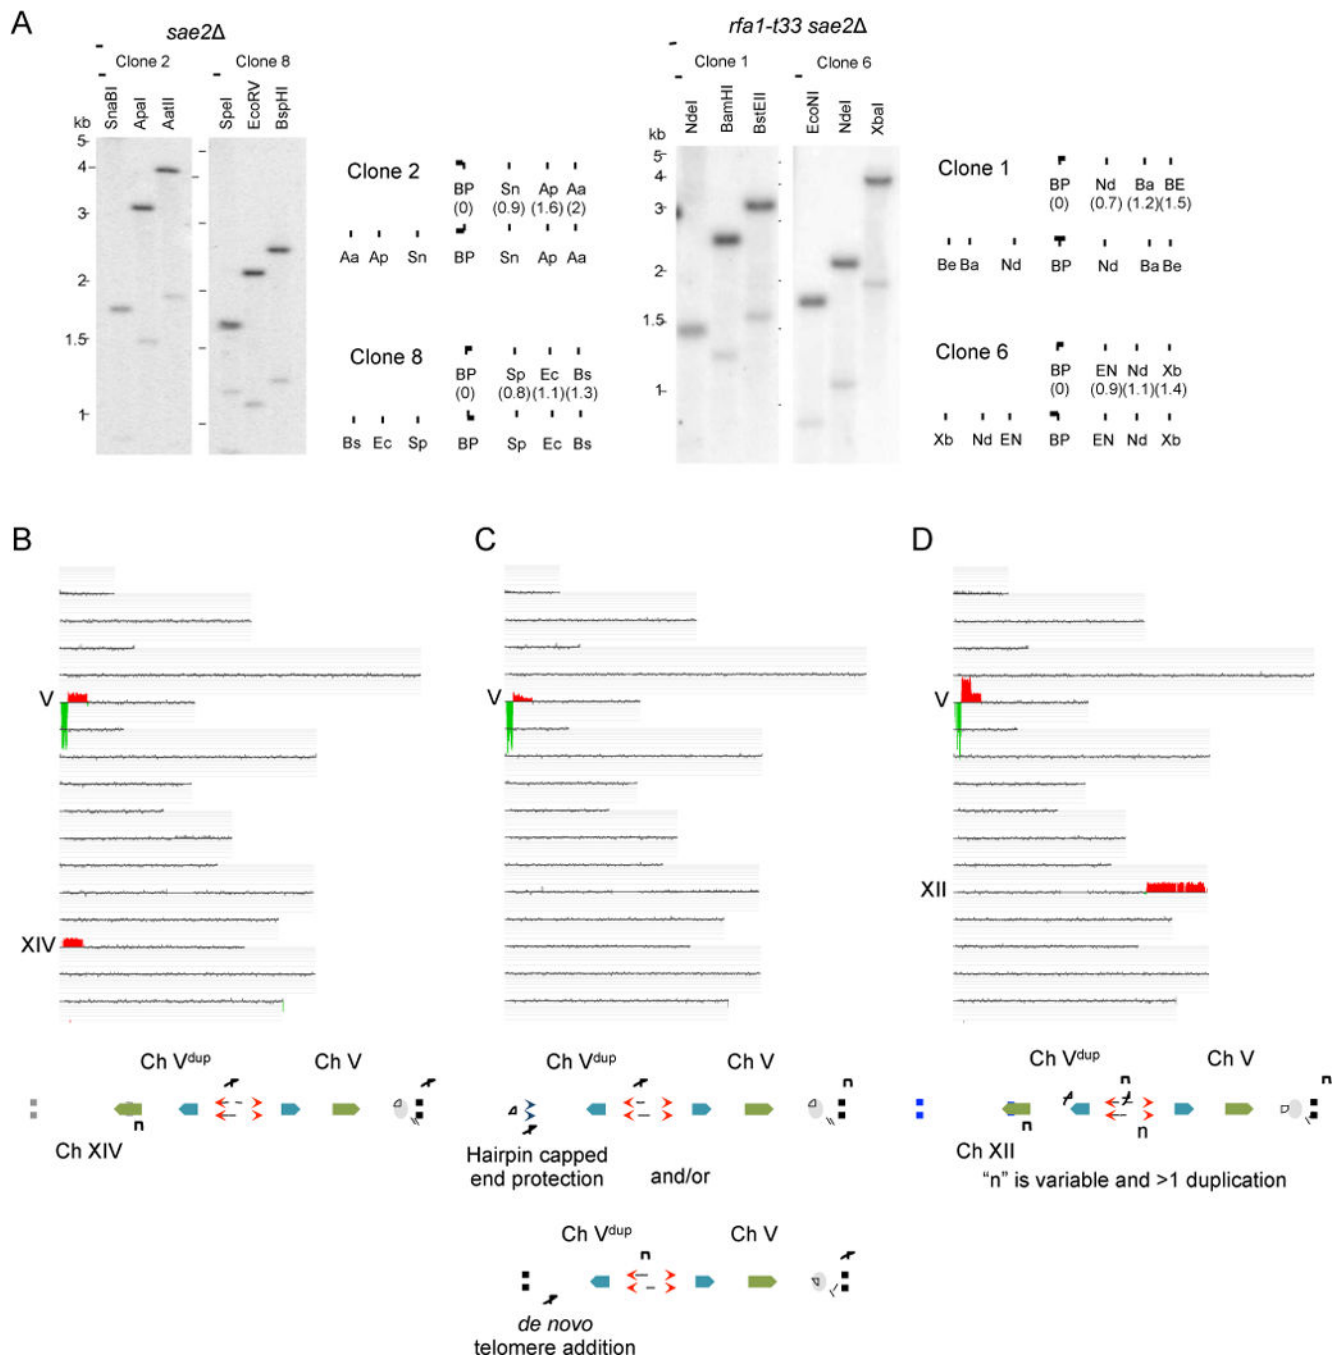 A
sae2Δ
rfa1-t33 sae2Δ
Clone 2
Clone 8
Clone 1
Clone 6
SnaBI
ApaI
AatII
SpeI
EcoRV
BspHI
NdeI
BamHI
BstEII
EcoNI
NdeI
XbaI
kb
5
4
3
2
1.5
1
kb
5
4
3
2
1.5
1
Clone 2
BP Sn Ap Aa
(0) (0.9) (1.6) (2)
Aa Ap Sn BP Sn Ap Aa
Clone 8
BP Sp Ec Bs
(0) (0.8)(1.1)(1.3)
Bs Ec Sp BP Sp Ec Bs
Clone 1
BP Nd Ba BE
(0) (0.7) (1.2)(1.5)
Be Ba Nd BP Nd Ba Be
Clone 6
BP EN Nd Xb
(0) (0.9)(1.1)(1.4)
Xb Nd EN BP EN Nd Xb
B
C
D
V
XIV
V
V
XII
Ch Vdup Ch V
n
Ch XIV
Ch Vdup Ch V
n
Hairpin capped
end protection
and/or
Ch Vdup Ch V
n
de novo
telomere addition
Ch Vdup Ch V
n n
n n
Ch XII
“n” is variable and >1 duplication